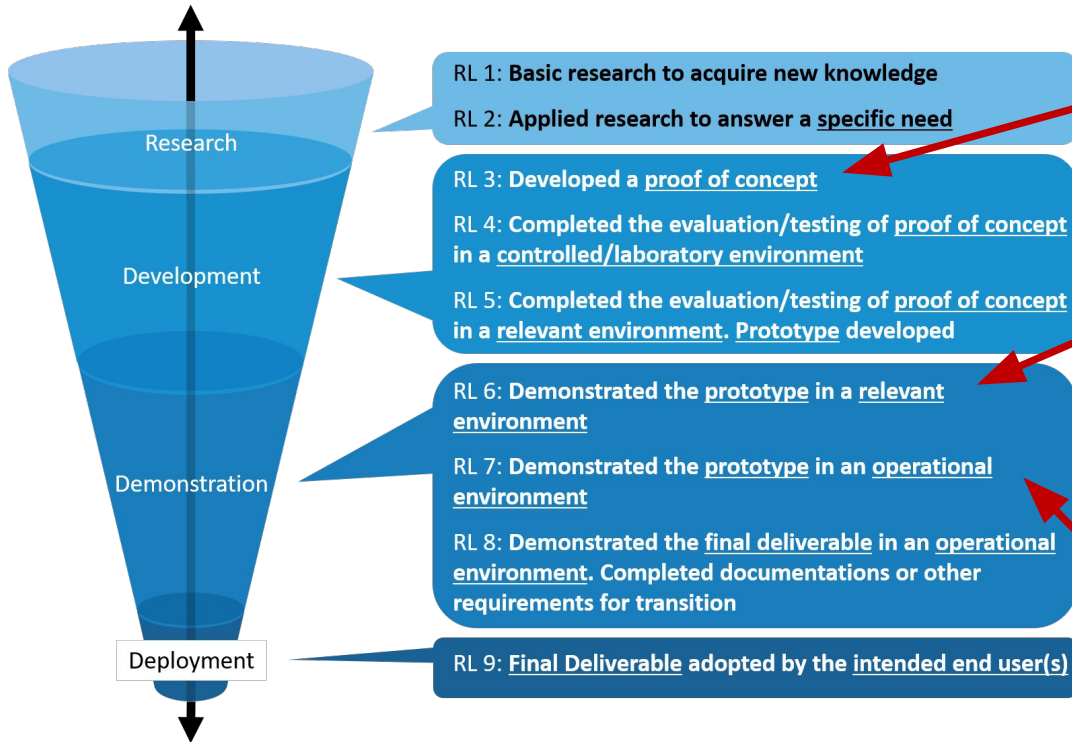 Research
Development
Demonstration
Deployment
RL 1: Basic research to acquire new knowledge
RL 2: Applied research to answer a specific need
RL 3: Developed a proof of concept
RL 4: Completed the evaluation/testing of proof of concept
in a controlled/laboratory environment
RL 5: Completed the evaluation/testing of proof of concept
in a relevant environment. Prototype developed
RL 6: Demonstrated the prototype in a relevant
environment
RL 7: Demonstrated the prototype in an operational
environment
RL 8: Demonstrated the final deliverable in an operational
environment. Completed documentations or other
requirements for transition
RL 9: Final Deliverable adopted by the intended end user(s)